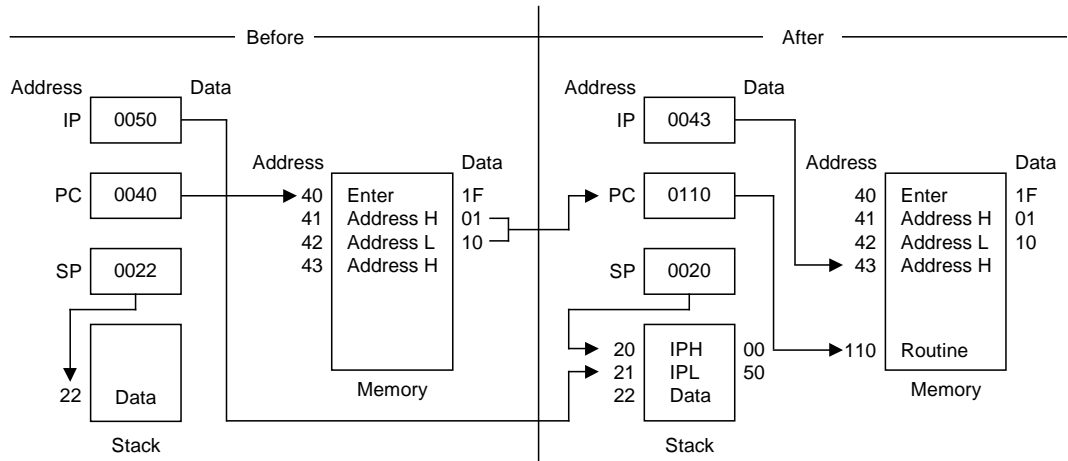 Before
Address Data
IP 0050
Address Data
PC 0040 40 Enter 1F
41 Address H 01
42 Address L 10
43 Address H
SP 0022
22 Data
Memory
Stack
After
Address Data
IP 0043
Address Data
PC 0110 40 Enter 1F
41 Address H 01
42 Address L 10
43 Address H
SP 0020
20 IPH 00
21 IPL 50
22 Data
110 Routine
Memory
Stack